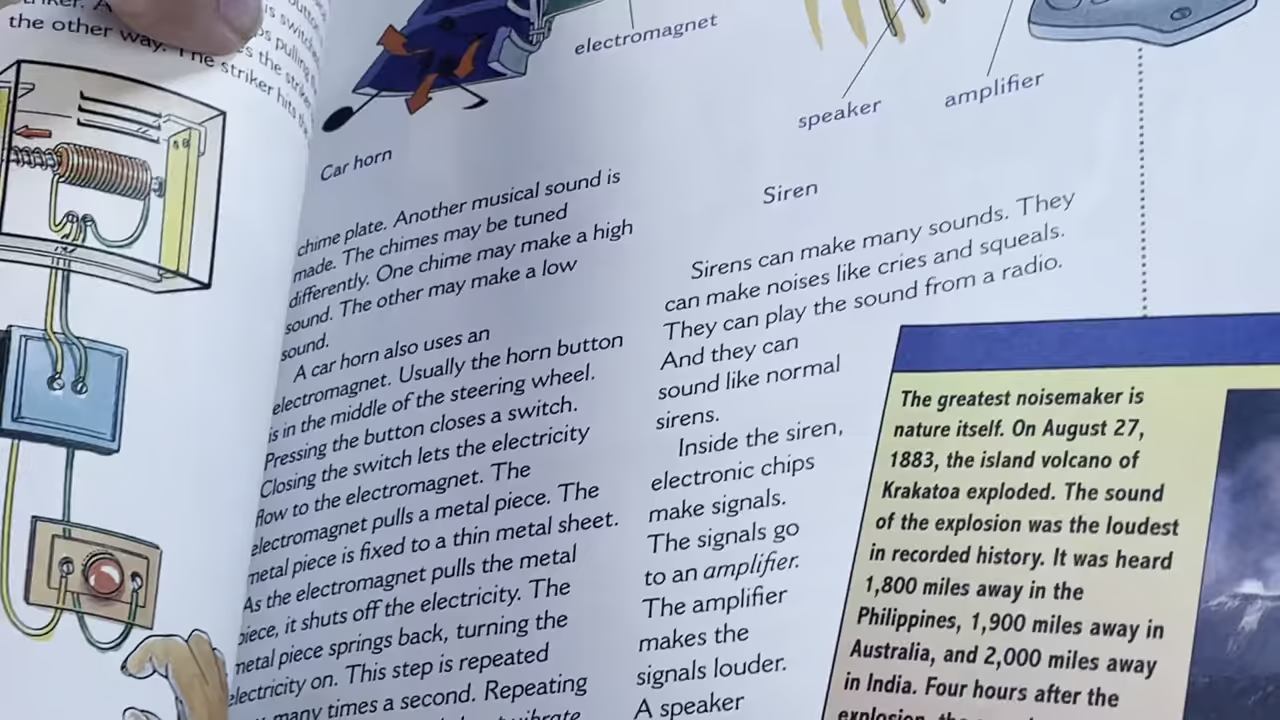 the other way. The striker hits the
electromagnet
speaker
amplifier
Car horn
chime plate. Another musical sound is
made. The chimes may be tuned
differently. One chime may make a high
sound. The other may make a low
sound.
A car horn also uses an
electromagnet. Usually the horn button
is in the middle of the steering wheel.
Pressing the button closes a switch.
Closing the switch lets the electricity
flow to the electromagnet. The
electromagnet pulls a metal piece. The
metal piece is fixed to a thin metal sheet.
As the electromagnet pulls the metal
piece, it shuts off the electricity. The
metal piece springs back, turning the
electricity on. This step is repeated
many times a second. Repeating
vibrate
Siren
Sirens can make many sounds. They
can make noises like cries and squeals.
They can play the sound from a radio.
And they can
sound like normal
sirens.
Inside the siren,
electronic chips
make signals.
The signals go
to an amplifier.
The amplifier
makes the
signals louder.
A speaker
The greatest noisemaker is
nature itself. On August 27,
1883, the island volcano of
Krakatoa exploded. The sound
of the explosion was the loudest
in recorded history. It was heard
1,800 miles away in the
Philippines, 1,900 miles away in
Australia, and 2,000 miles away
in India. Four hours after the
explosion, the